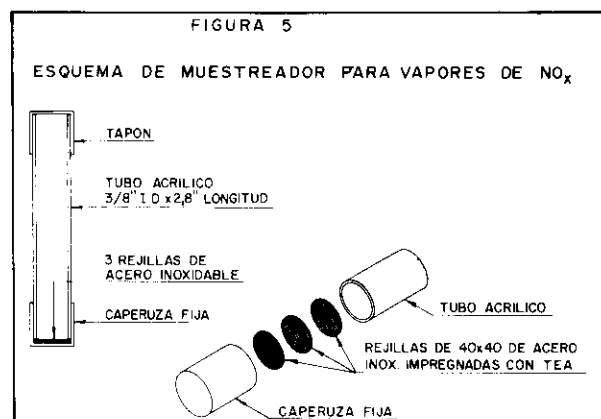 FIGURA 5
ESQUEMA DE MUESTREADOR PARA VAPORES DE NOx
TAPON
TUBO ACRILICO
3/8" I D x 2,8" LONGITUD
3 REJILLAS DE
ACERO INOXIDABLE
CAPERUZA FIJA
TUBO ACRILICO
REJILLAS DE 40x40 DE ACERO
INOX. IMPREGNADAS CON TEA
CAPERUZA FIJA